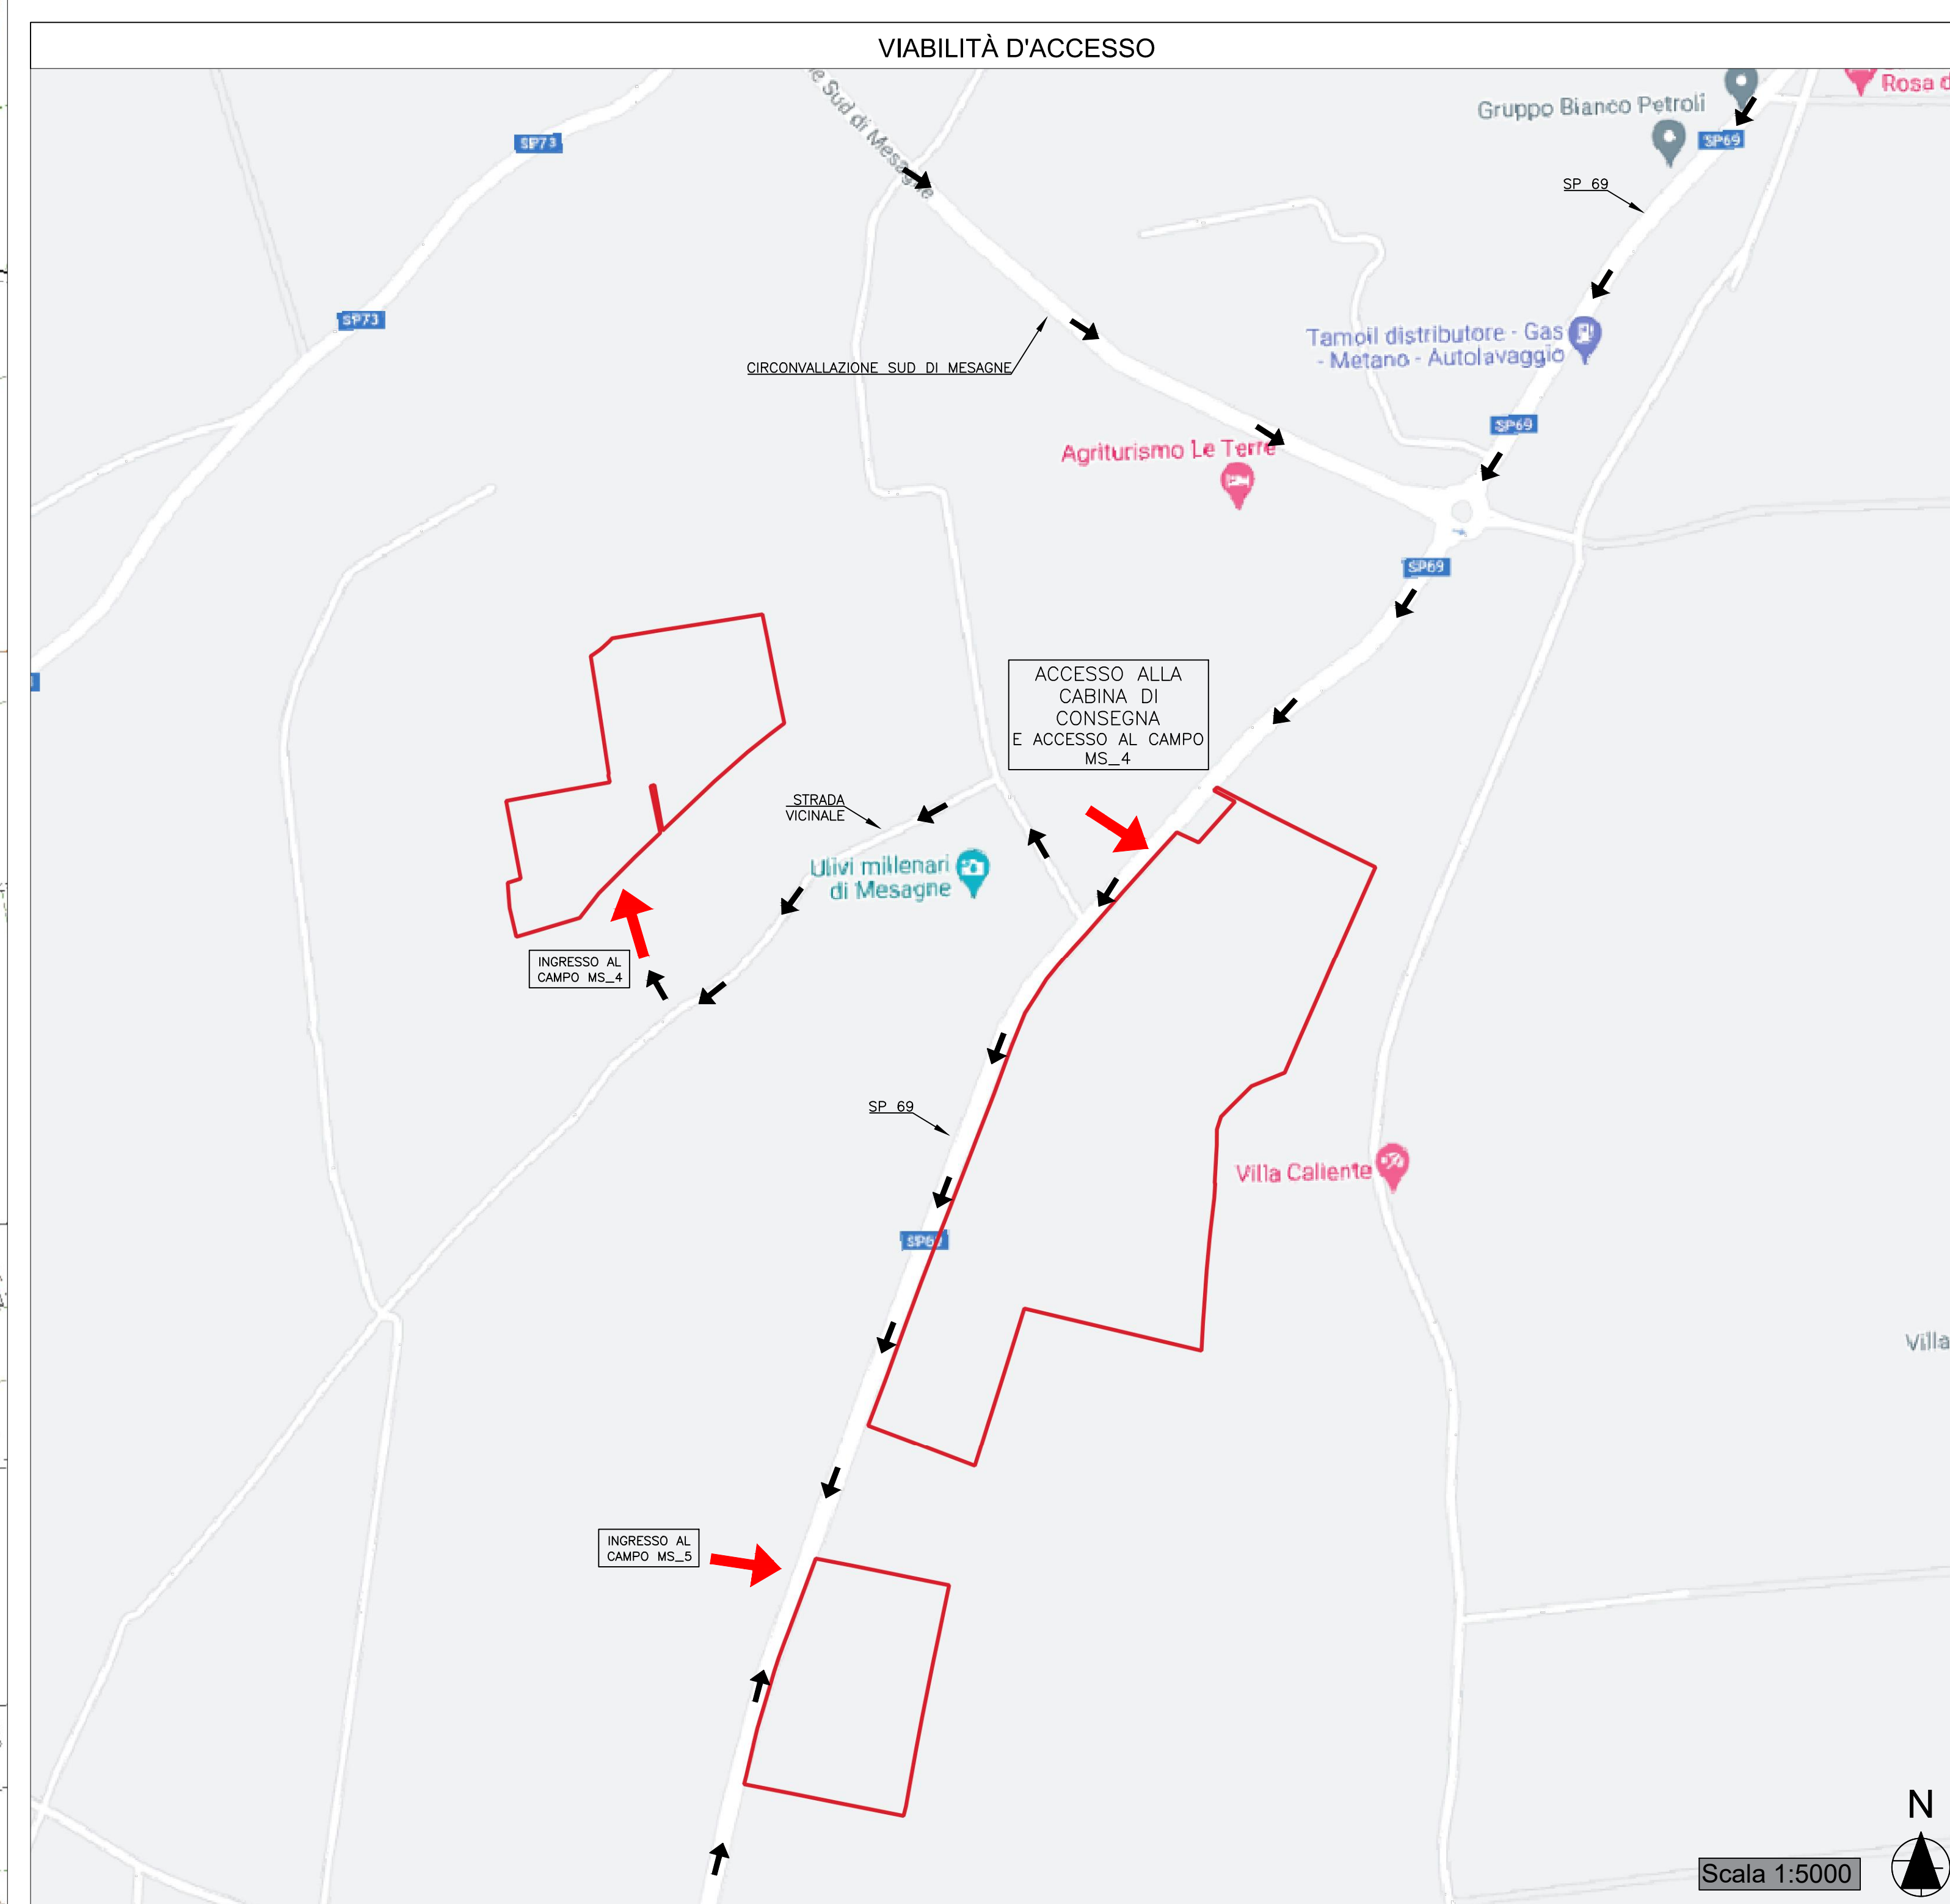 VIABILITÀ D'ACCESSO
e Sud di Mesagne
Gruppo Bianco Petroli
Rosa d
SP73
SP69
SP 69
SP73
CIRCONVALLAZIONE SUD DI MESAGNE
Tamoil distributore - Gas
- Metano - Autolavaggio
SP69
Agriturismo Le Terre
SP69
ACCESSO ALLA
CABINA DI
CONSEGNA
E ACCESSO AL CAMPO
MS_4
STRADA
VICINALE
Ulivi millenari
di Mesagne
INGRESSO AL
CAMPO MS_4
SP 69
Villa Caliente
SP69
Villa
INGRESSO AL
CAMPO MS_5
N
Scala 1:5000